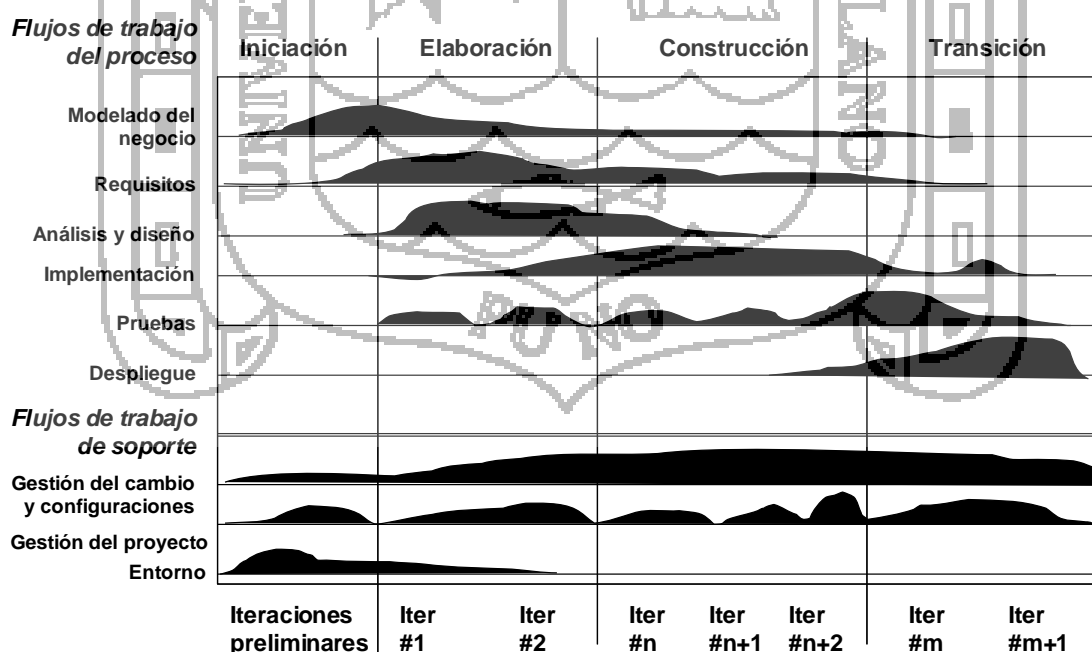 Flujos de trabajo
del proceso
Iniciación Elaboración Construcción Transición
Modelado del
negocio
Requisitos
Análisis y diseño
Implementación
Pruebas
Despliegue
Flujos de trabajo
de soporte
Gestión del cambio
y configuraciones
Gestión del proyecto
Entorno
Iteraciones
preliminares
Iter
#1
Iter
#2
Iter
#n
Iter
#n+1
Iter
#n+2
Iter
#m
Iter
#m+1
PUNO